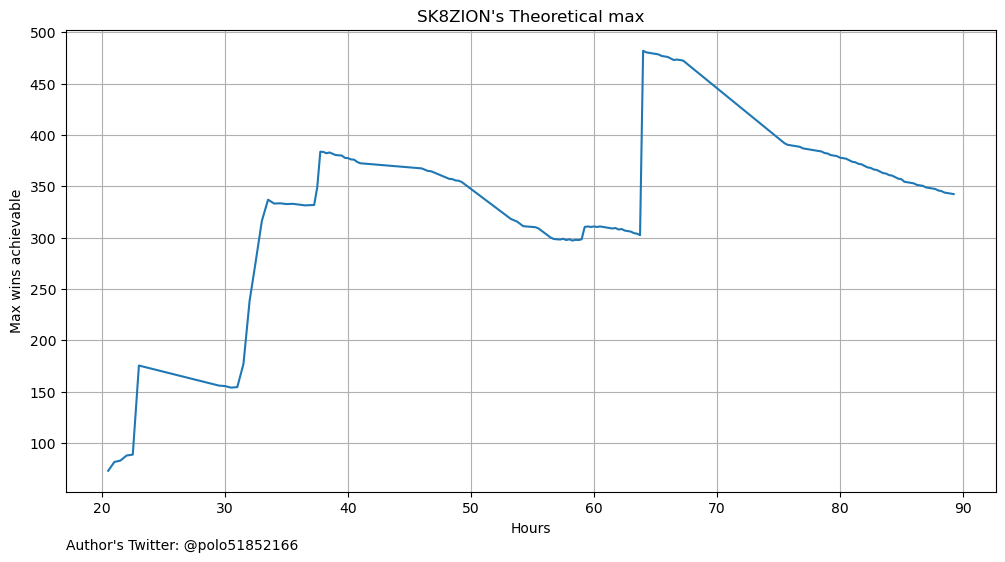 SK8ZION's Theoretical max
500
450
400
350
300
250
200
150
100
Max wins achievable
20 30 40 50 60 70 80 90
Hours
Author's Twitter: @polo51852166